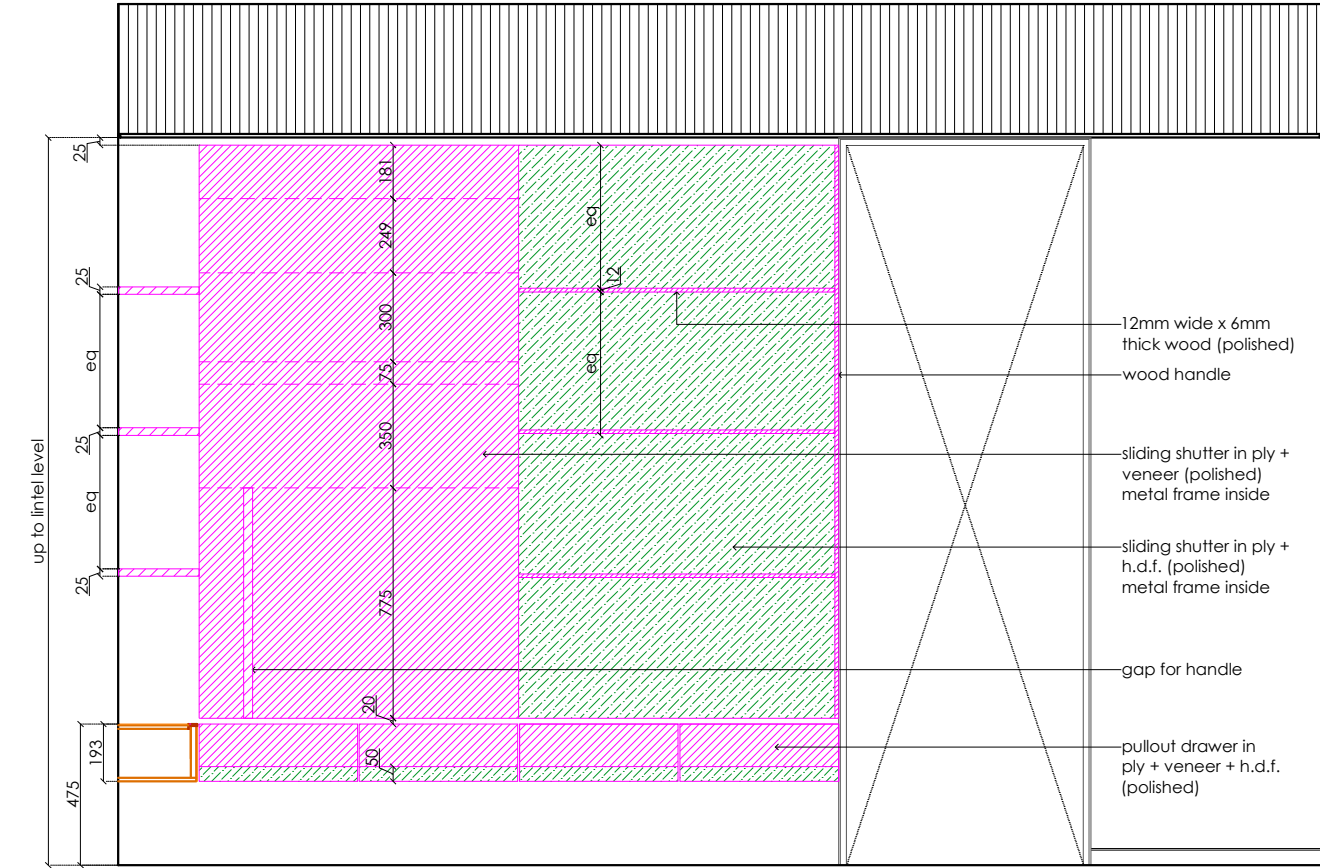 25
181
249
eq
25
12
300
12mm wide x 6mm
thick wood (polished)
eq
eq
75
wood handle
25
350
sliding shutter in ply +
veneer (polished)
metal frame inside
up to lintel level
eq
sliding shutter in ply +
h.d.f. (polished)
metal frame inside
25
775
gap for handle
20
193
50
pullout drawer in
ply + veneer + h.d.f.
(polished)
475